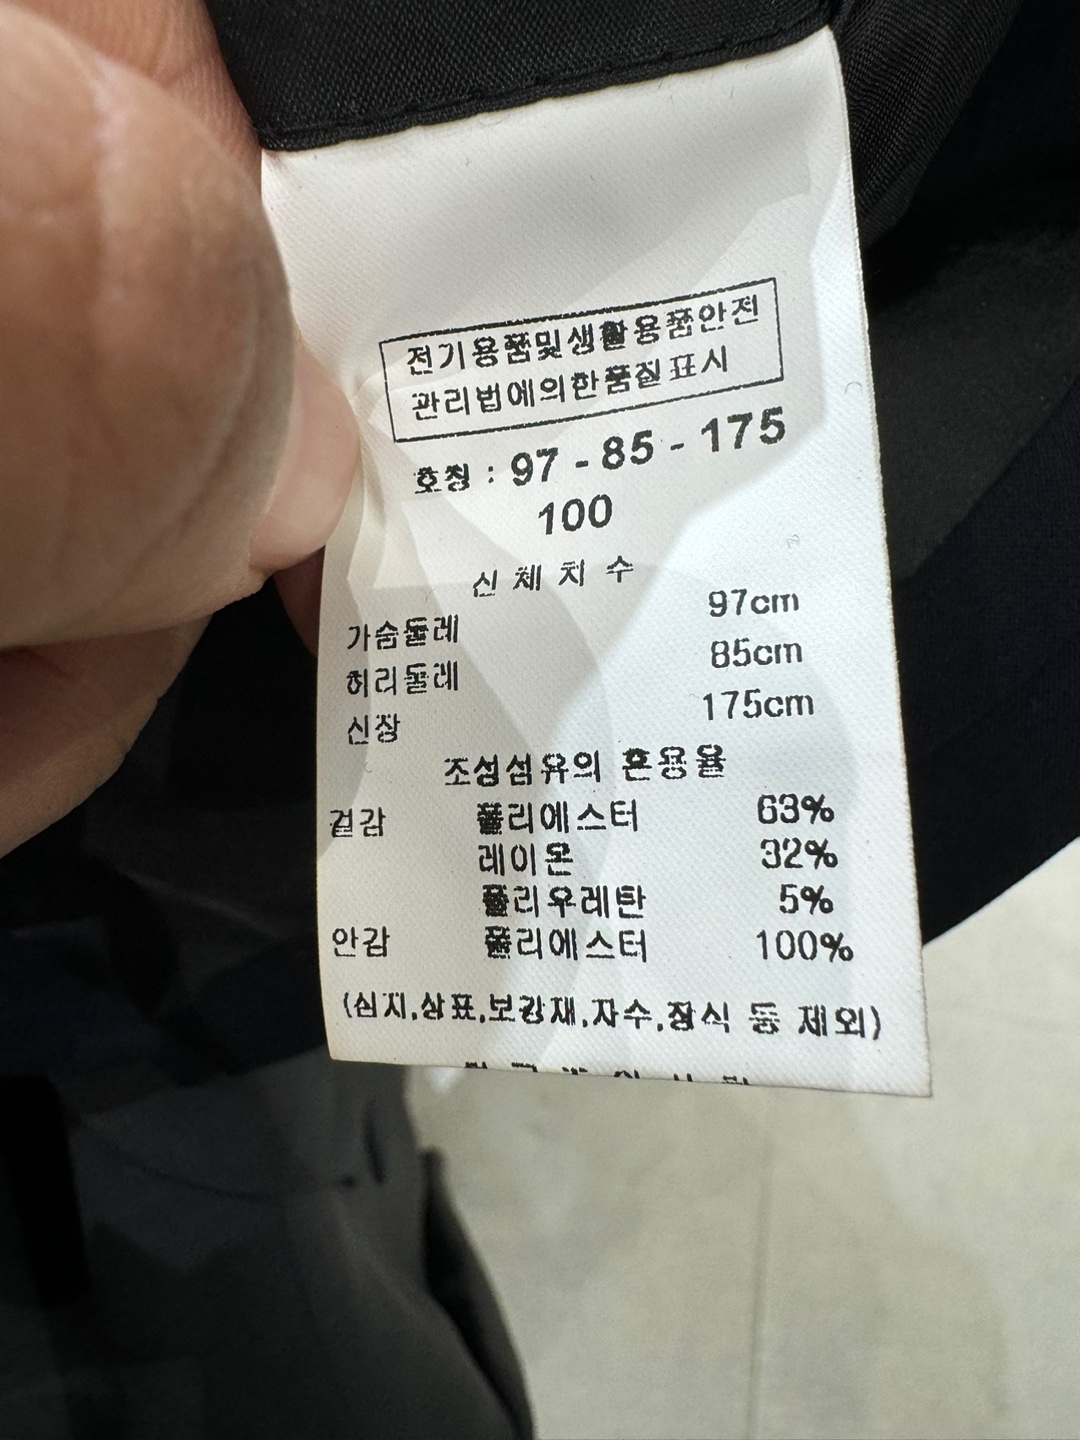 전기용품및생활용품안전
관리법에의한품질표시
호칭 : 97 - 85 - 175
100
신체치수
가슴둘레 97cm
허리둘레 85cm
신장 175cm
조성섬유의 혼용율
겉감 폴리에스터 63%
레이온 32%
폴리우레탄 5%
안감 폴리에스터 100%
(심지,상표,보강재,자수,장식 등 제외)